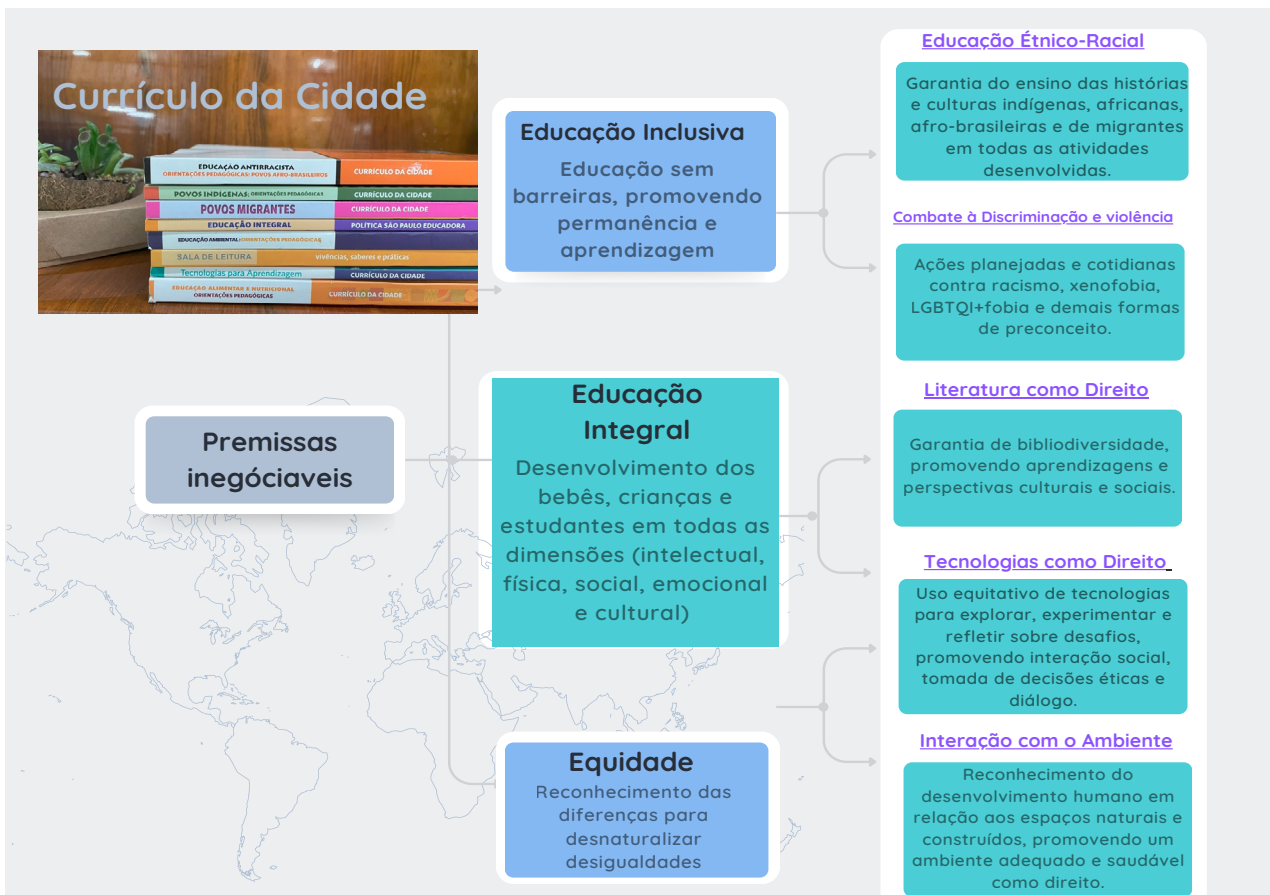 Currículo da Cidade
EDUCAÇÃO ANTIRRACISTA
ORIENTAÇÕES PEDAGÓGICAS: POVOS AFRO-BRASILEIROS
CURRÍCULO DA CIDADE
POVOS INDÍGENAS: ORIENTAÇÕES PEDAGÓGICAS
CURRÍCULO DA CIDADE
POVOS MIGRANTES
CURRÍCULO DA CIDADE
EDUCAÇÃO INTEGRAL
POLÍTICA SÃO PAULO EDUCADORA
EDUCAÇÃO AMBIENTAL: ORIENTAÇÕES PEDAGÓGICAS
SALA DE LEITURA
vivências, saberes e práticas
Tecnologias para Aprendizagem
CURRÍCULO DA CIDADE
EDUCAÇÃO ALIMENTAR E NUTRICIONAL
ORIENTAÇÕES PEDAGÓGICAS
CURRÍCULO DA CIDADE
Premissas
inegóciaveis
Educação Inclusiva
Educação sem
barreiras, promovendo
permanência e
aprendizagem
Educação
Integral
Desenvolvimento dos
bebês, crianças e
estudantes em todas as
dimensões (intelectual,
física, social, emocional
e cultural)
Equidade
Reconhecimento das
diferenças para
desnaturalizar
desigualdades
Educação Étnico-Racial
Garantia do ensino das histórias
e culturas indígenas, africanas,
afro-brasileiras e de migrantes
em todas as atividades
desenvolvidas.
Combate à Discriminação e violência
Ações planejadas e cotidianas
contra racismo, xenofobia,
LGBTQI+fobia e demais formas
de preconceito.
Literatura como Direito
Garantia de bibliodiversidade,
promovendo aprendizagens e
perspectivas culturais e sociais.
Tecnologias como Direito
Uso equitativo de tecnologias
para explorar, experimentar e
refletir sobre desafios,
promovendo interação social,
tomada de decisões éticas e
diálogo.
Interação com o Ambiente
Reconhecimento do
desenvolvimento humano em
relação aos espaços naturais e
construídos, promovendo um
ambiente adequado e saudável
como direito.